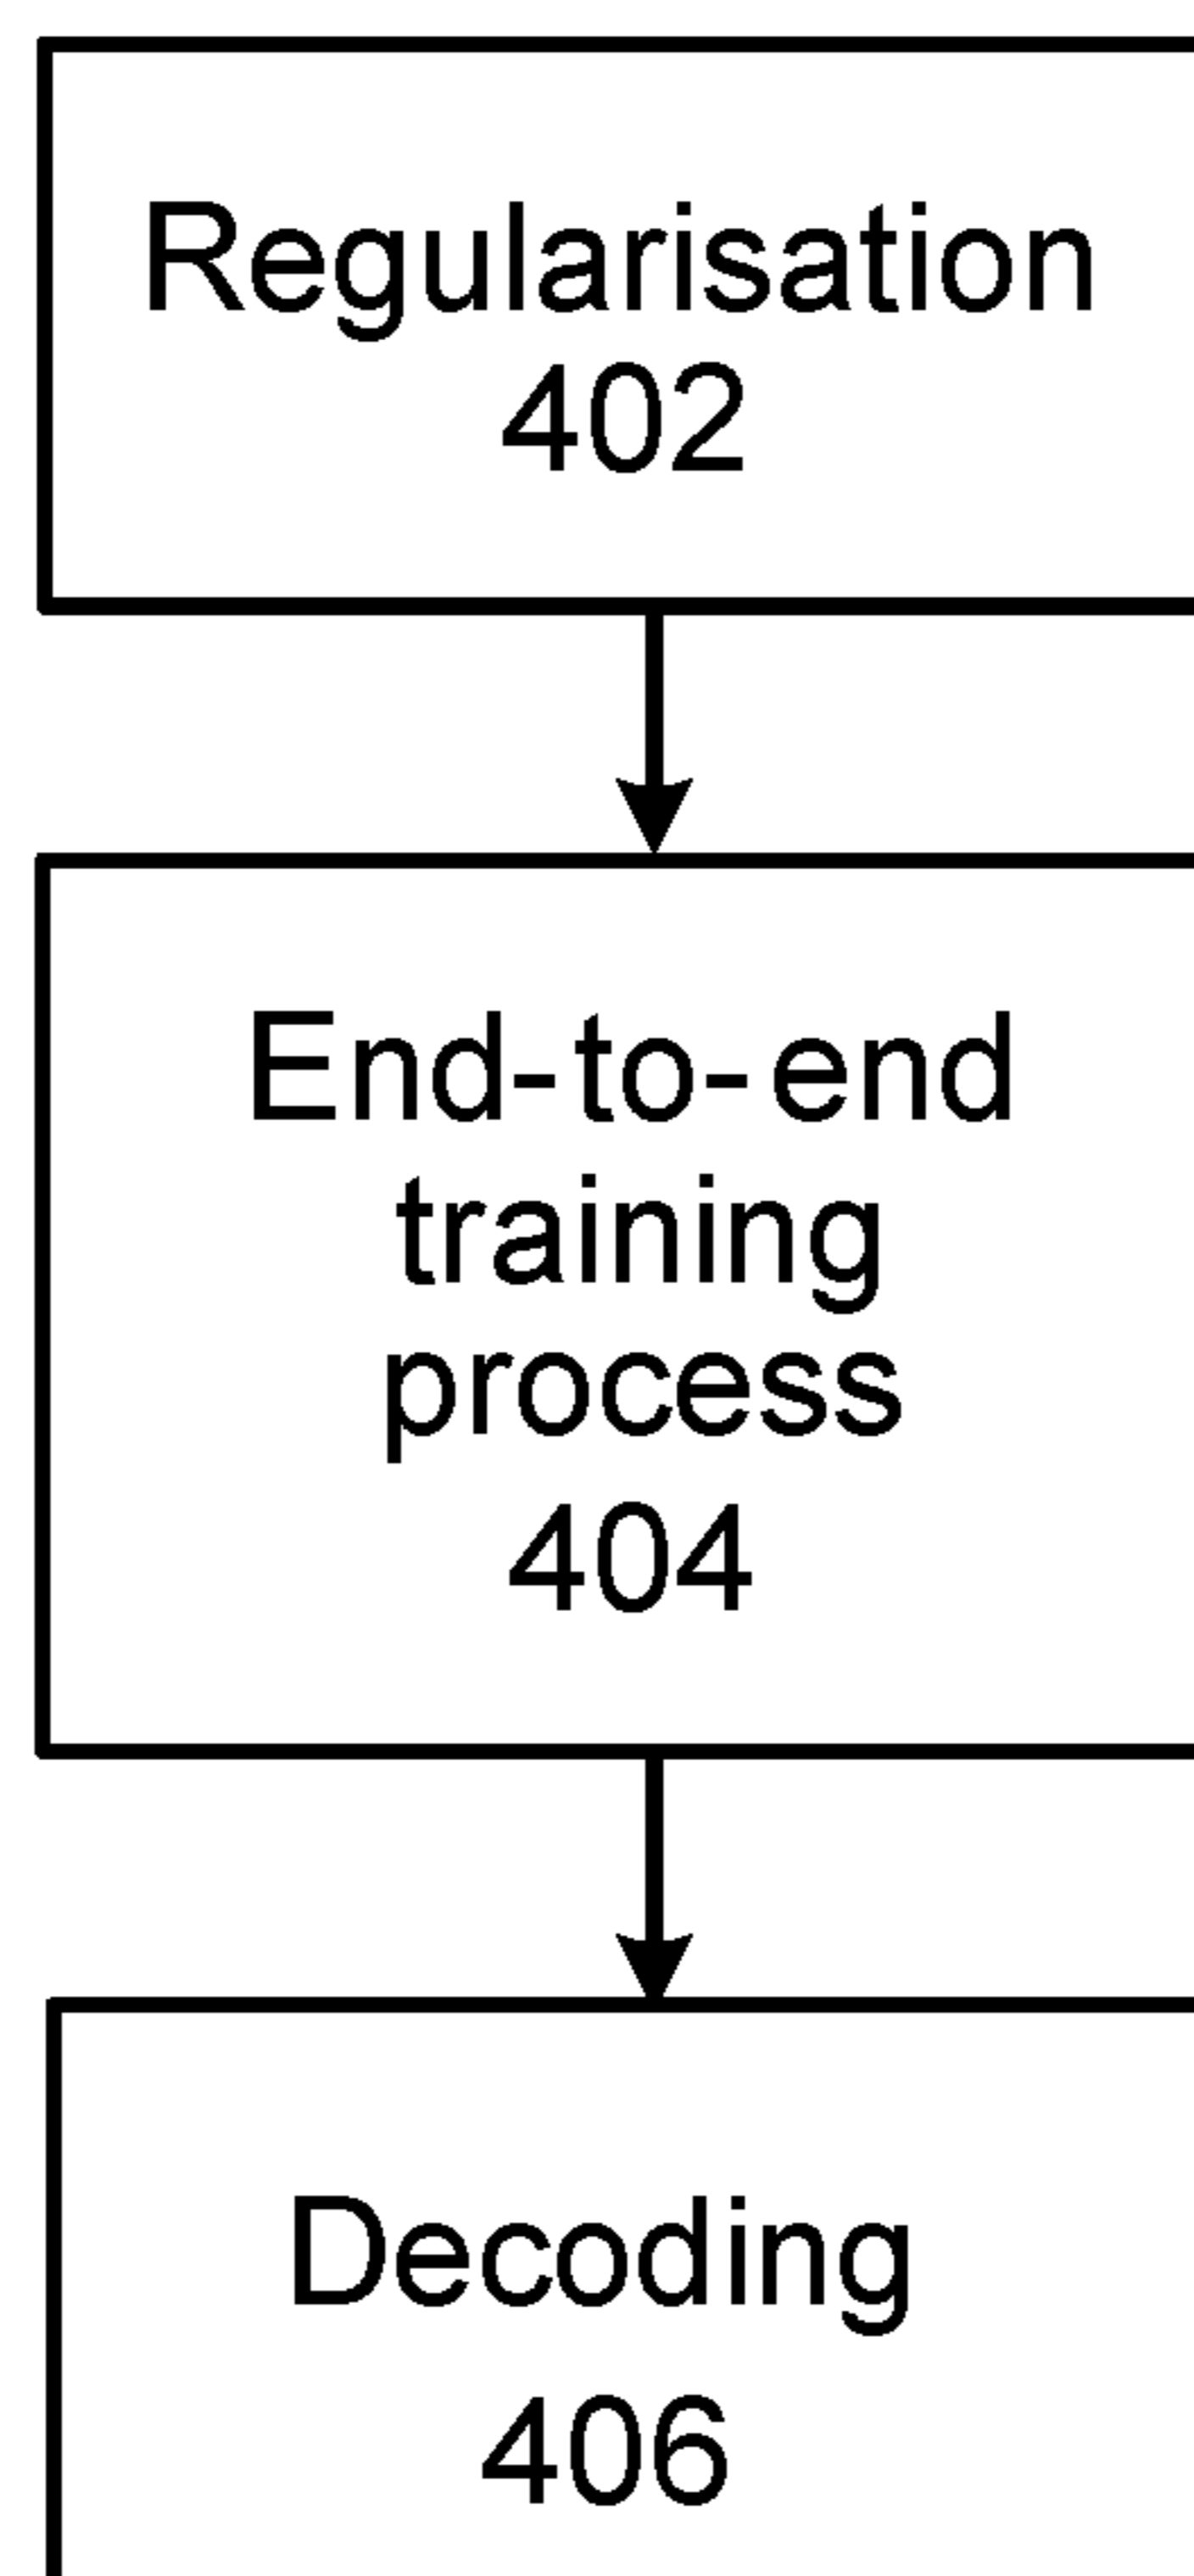 Regularisation
402
End-to-end
training
process
404
Decoding
406